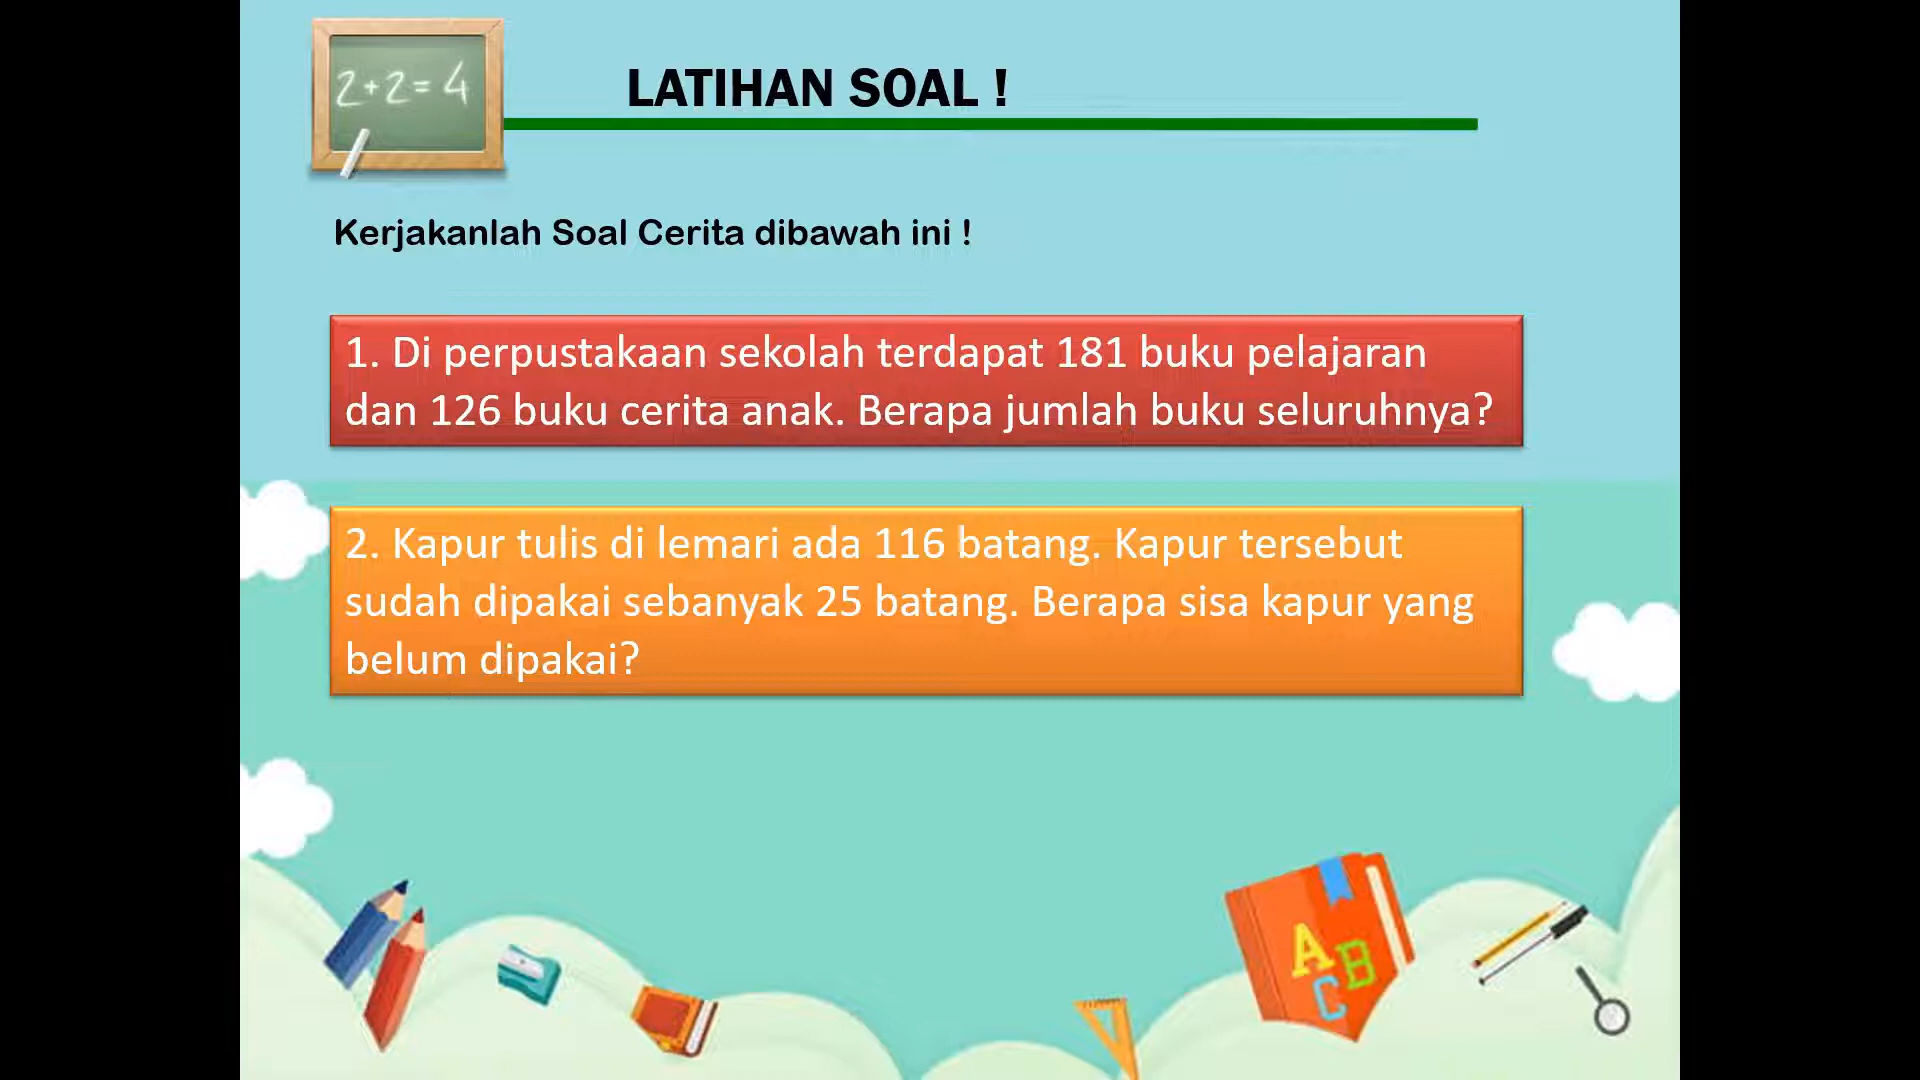 2+2=4
LATIHAN SOAL !
Kerjakanlah Soal Cerita dibawah ini !
1. Di perpustakaan sekolah terdapat 181 buku pelajaran
dan 126 buku cerita anak. Berapa jumlah buku seluruhnya?
2. Kapur tulis di lemari ada 116 batang. Kapur tersebut
sudah dipakai sebanyak 25 batang. Berapa sisa kapur yang
belum dipakai?
A
B
C